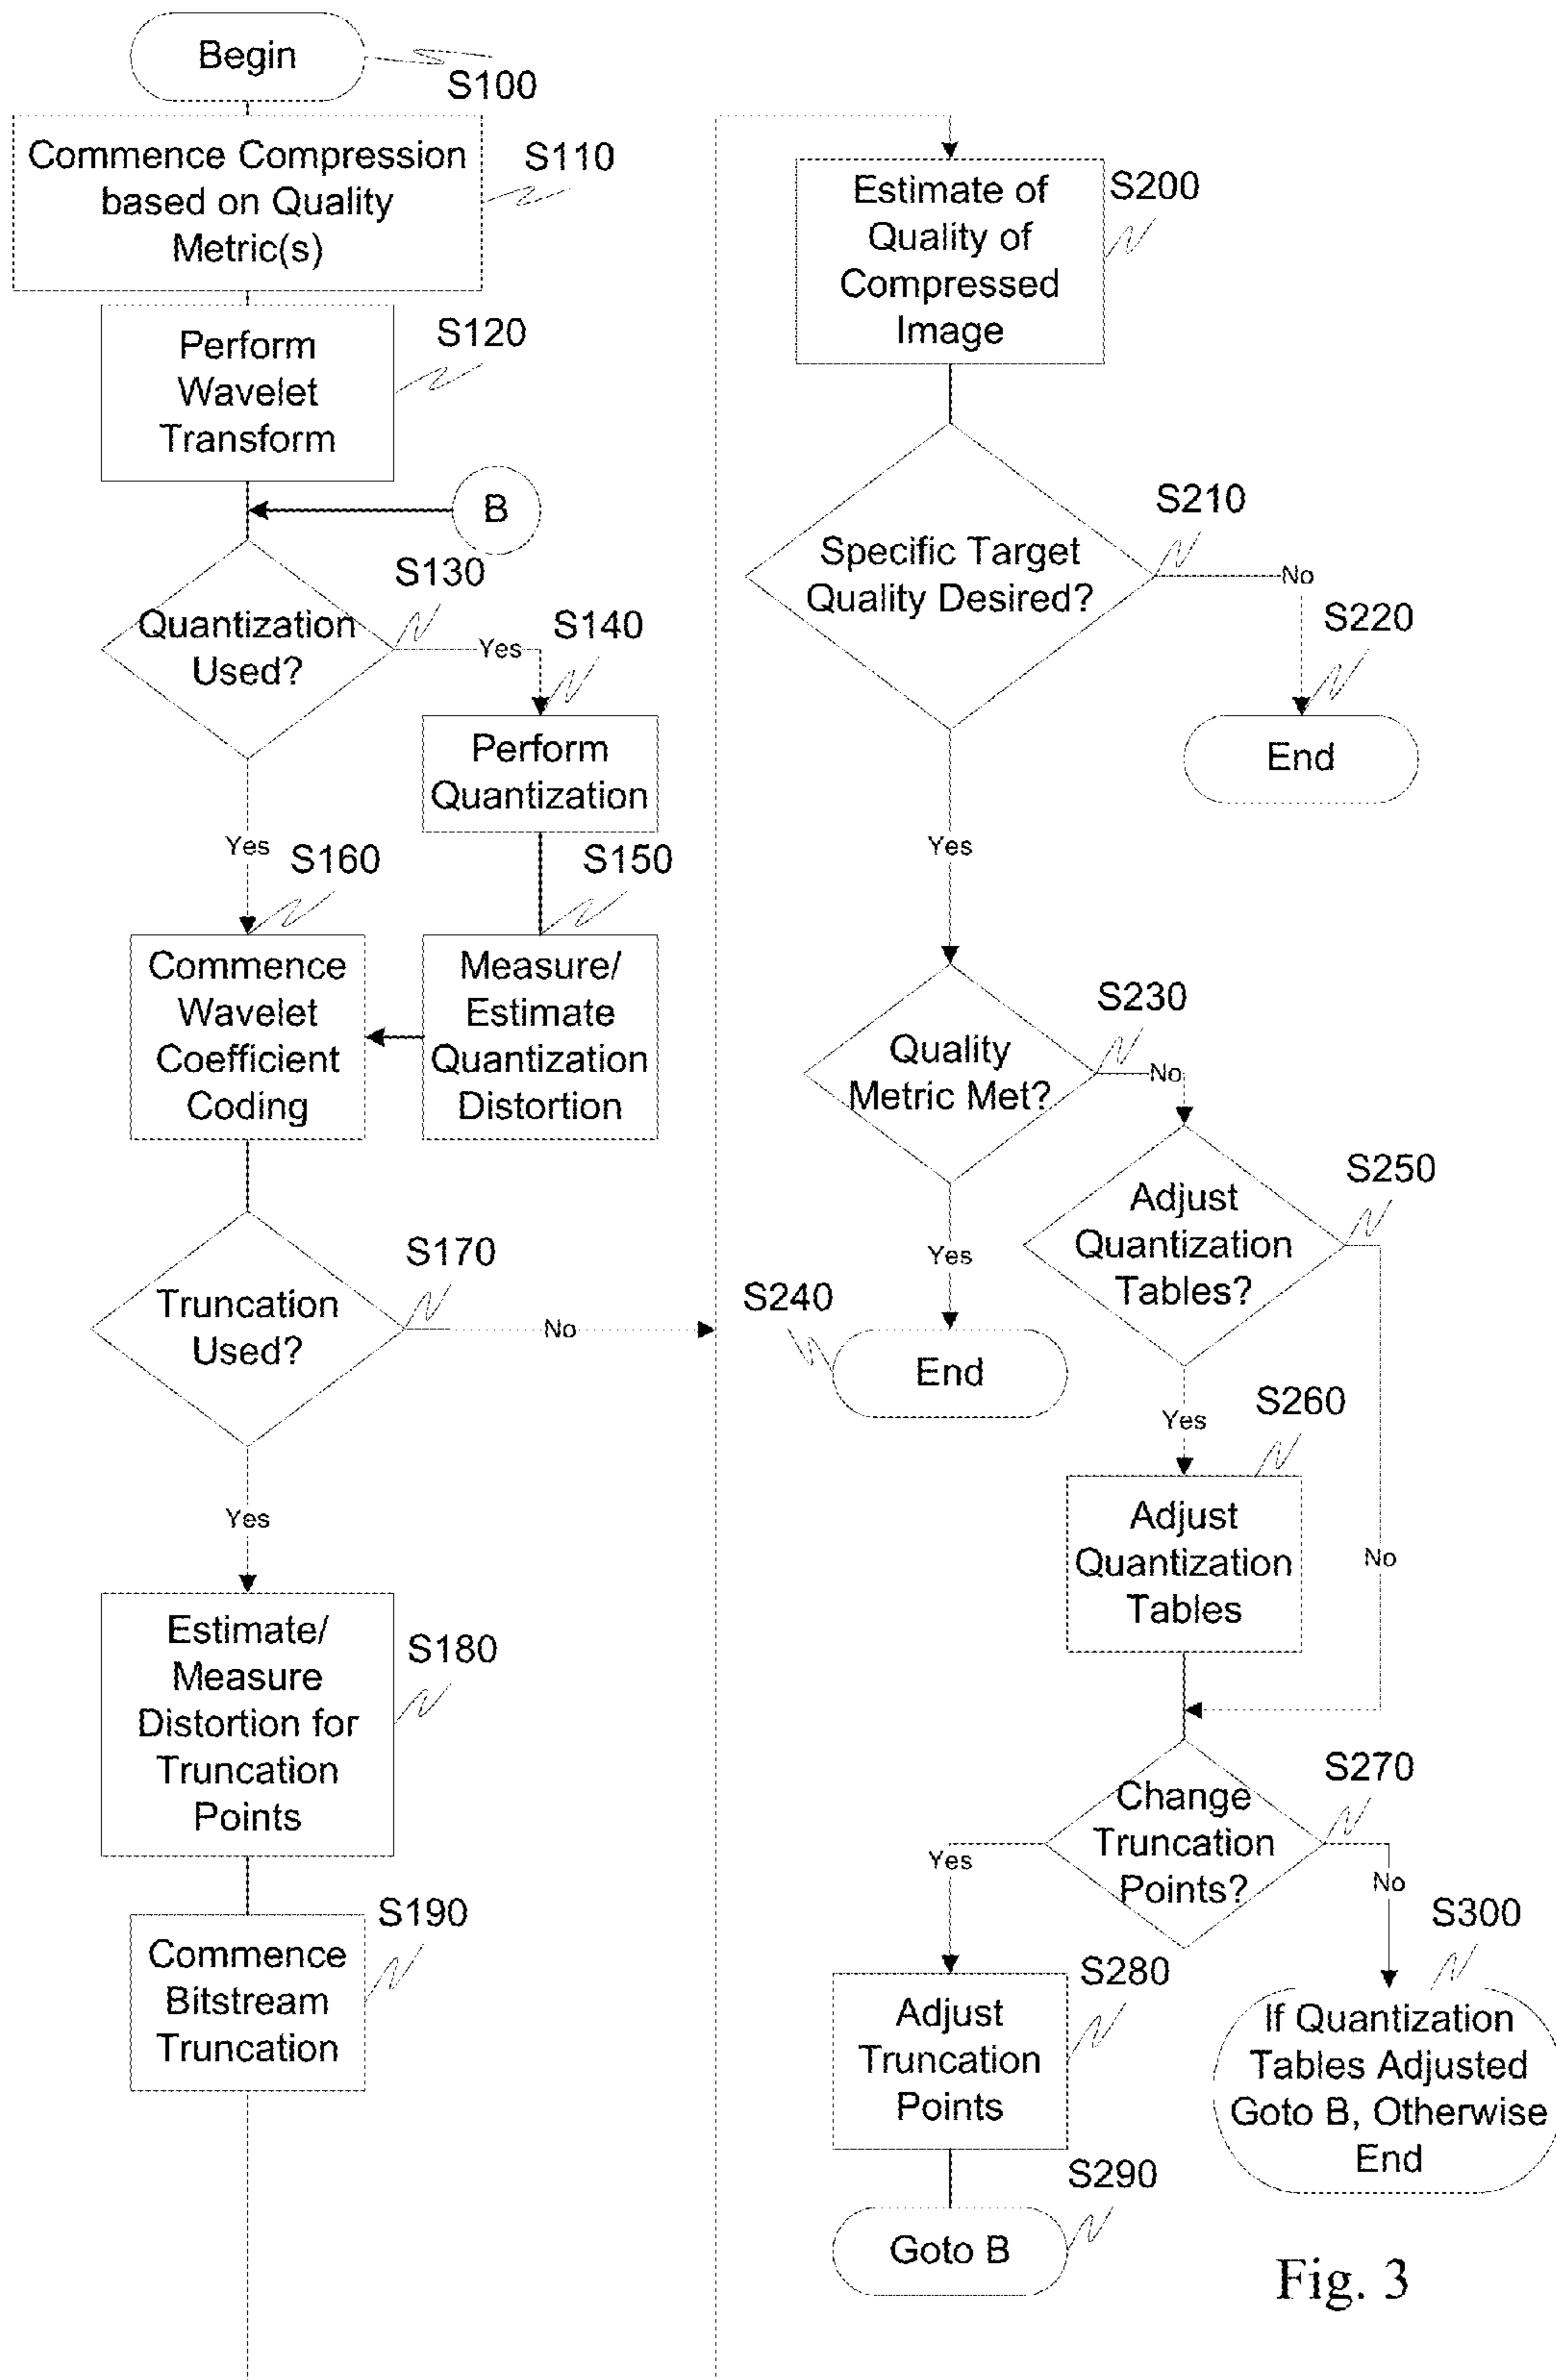 Begin
S100
Commence Compression
based on Quality
Metric(s)
S110
Perform
Wavelet
Transform
S120
B
Quantization
Used?
S130
Yes
S140
Perform
Quantization
Yes
S160
S150
Commence
Wavelet
Coefficient
Coding
Measure/
Estimate
Quantization
Distortion
Truncation
Used?
S170
No
Yes
Estimate/
Measure
Distortion for
Truncation
Points
S180
Commence
Bitstream
Truncation
S190
Estimate of
Quality of
Compressed
Image
S200
Specific Target
Quality Desired?
S210
No
S220
End
Yes
Quality
Metric Met?
S230
No
Yes
S240
End
Adjust
Quantization
Tables?
S250
Yes
S260
Adjust
Quantization
Tables
No
Change
Truncation
Points?
S270
Yes
No
S300
If Quantization
Tables Adjusted
Goto B, Otherwise
End
S280
Adjust
Truncation
Points
S290
Goto B
Fig. 3